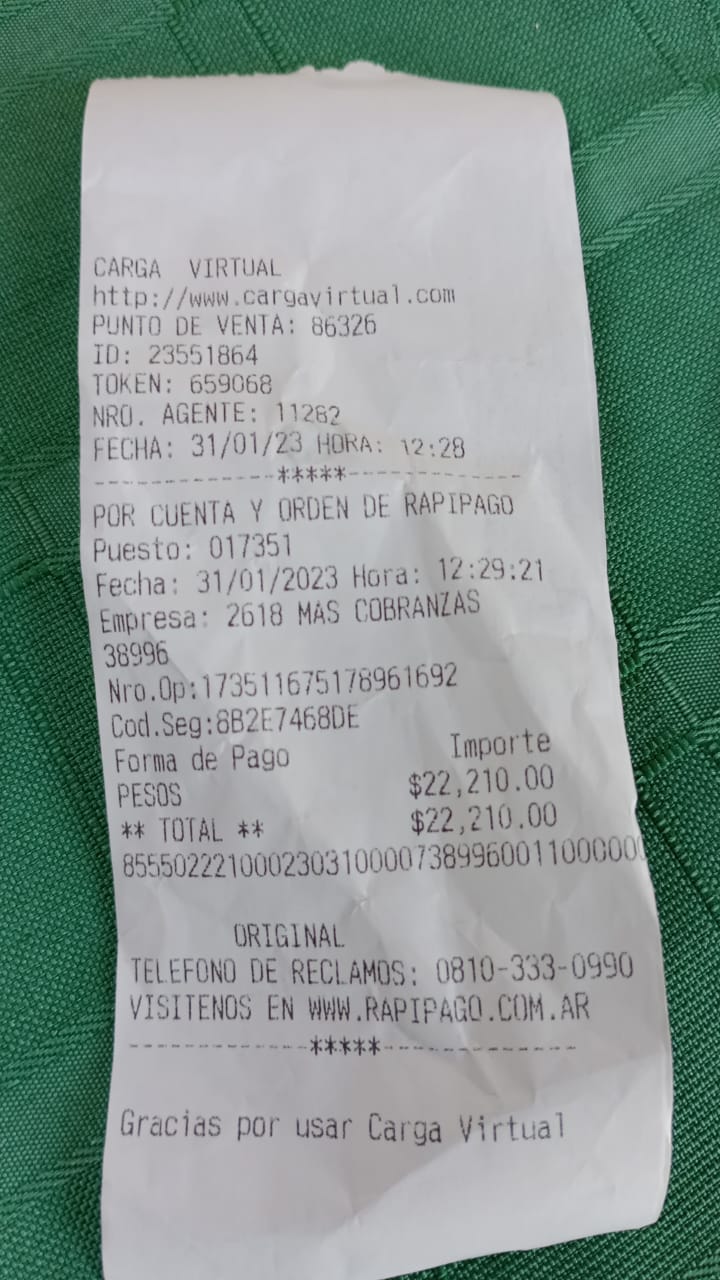 CARGA VIRTUAL
http://www.cargavirtual.com
PUNTO DE VENTA: 86326
ID: 23551864
TOKEN: 659068
NRO. AGENTE: 11262
FECHA: 31/01/23 HORA: 12:28
-------------*****-------------
POR CUENTA Y ORDEN DE RAPIPAGO
Puesto: 017351
Fecha: 31/01/2023 Hora: 12:29:21
Empresa: 2618 MAS COBRANZAS
38996
Nro.Op:173511675178961692
Cod.Seg:8B2E7468DE
Forma de Pago Importe
PESOS $22,210.00
** TOTAL ** $22,210.00
ORIGINAL
TELEFONO DE RECLAMOS: 0810-333-0990
VISITENOS EN WWW.RAPIPAGO.COM.AR
-------------*****-------------
Gracias por usar Carga Virtual